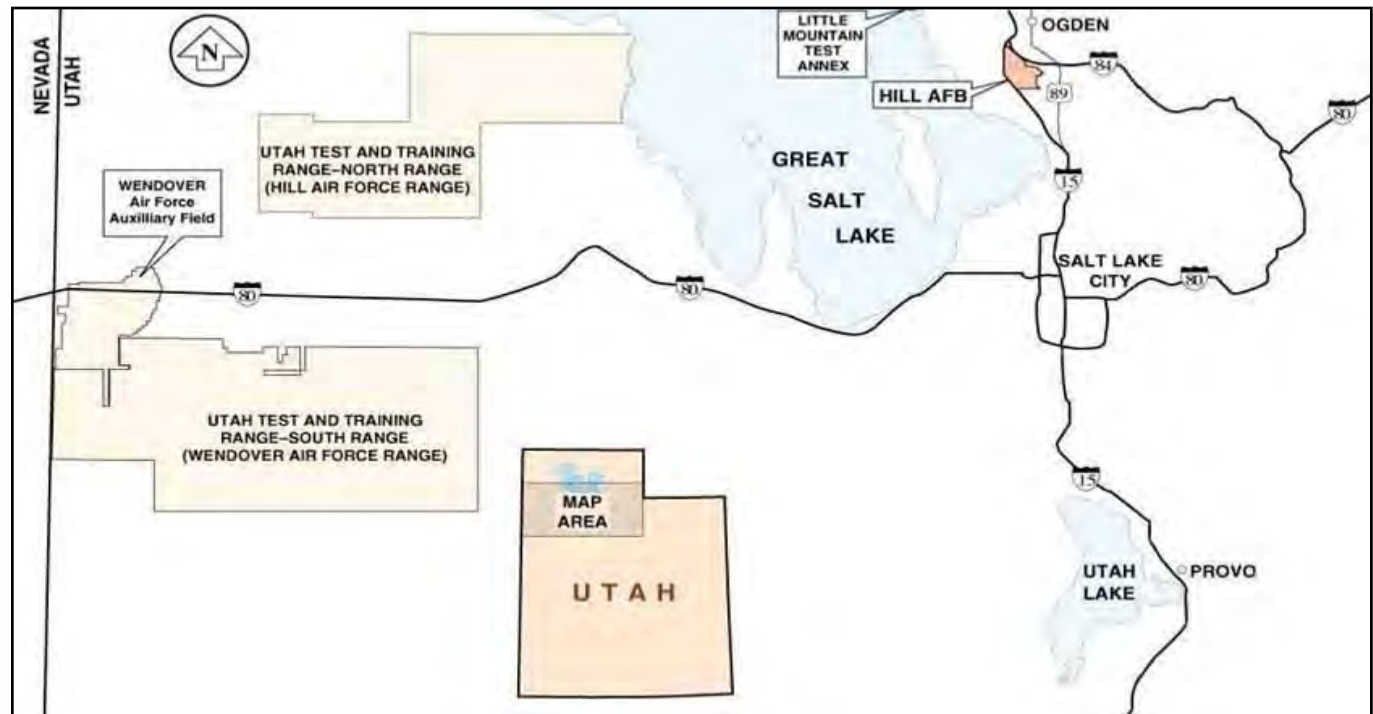 NEVADA
UTAH
N
LITTLE
MOUNTAIN
TEST
ANNEX
OGDEN
84
HILL AFB
89
80
UTAH TEST AND TRAINING
RANGE–NORTH RANGE
(HILL AIR FORCE RANGE)
GREAT
SALT
LAKE
15
WENDOVER
Air Force
Auxilliary Field
80
80
SALT LAKE
CITY
80
UTAH TEST AND TRAINING
RANGE–SOUTH RANGE
(WENDOVER AIR FORCE RANGE)
MAP
AREA
UTAH
15
UTAH
LAKE
PROVO